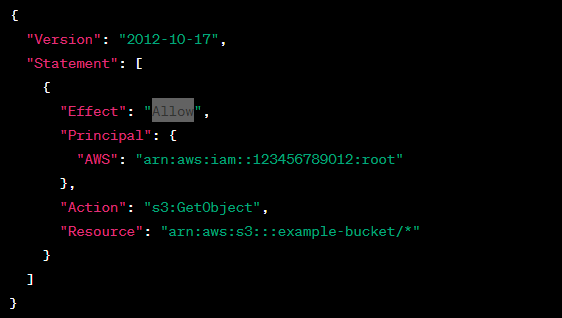 {
"Version": "2012-10-17",
"Statement": [
{
"Effect": "Allow",
"Principal": {
"AWS": "arn:aws:iam::123456789012:root"
},
"Action": "s3:GetObject",
"Resource": "arn:aws:s3:::example-bucket/*"
}
]
}